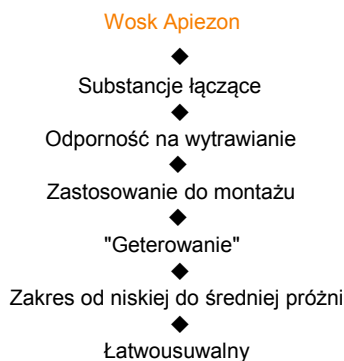 Wosk Apiezon
◆
Substancje łączące
◆
Odporność na wytrawianie
◆
Zastosowanie do montażu
◆
"Geterowanie"
◆
Zakres od niskiej do średniej próżni
◆
Łatwousuwalny